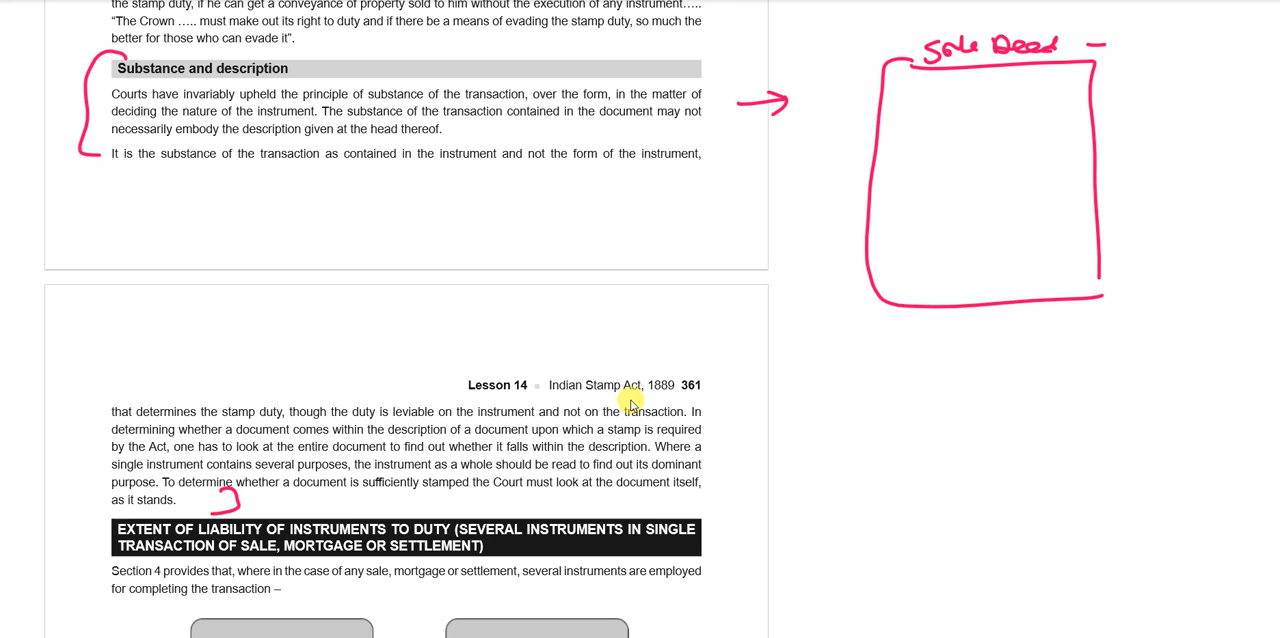 the stamp duty, if he can get a conveyance of property sold to him without the execution of any instrument…..
“The Crown ….. must make out its right to duty and if there be a means of evading the stamp duty, so much the
better for those who can evade it”.
Substance and description
Courts have invariably upheld the principle of substance of the transaction, over the form, in the matter of
deciding the nature of the instrument. The substance of the transaction contained in the document may not
necessarily embody the description given at the head thereof.
It is the substance of the transaction as contained in the instrument and not the form of the instrument,
Sale Deed –
Lesson 14 Indian Stamp Act, 1889 361
that determines the stamp duty, though the duty is leviable on the instrument and not on the transaction. In
determining whether a document comes within the description of a document upon which a stamp is required
by the Act, one has to look at the entire document to find out whether it falls within the description. Where a
single instrument contains several purposes, the instrument as a whole should be read to find out its dominant
purpose. To determine whether a document is sufficiently stamped the Court must look at the document itself,
as it stands.
EXTENT OF LIABILITY OF INSTRUMENTS TO DUTY (SEVERAL INSTRUMENTS IN SINGLE
TRANSACTION OF SALE, MORTGAGE OR SETTLEMENT)
Section 4 provides that, where in the case of any sale, mortgage or settlement, several instruments are employed
for completing the transaction –